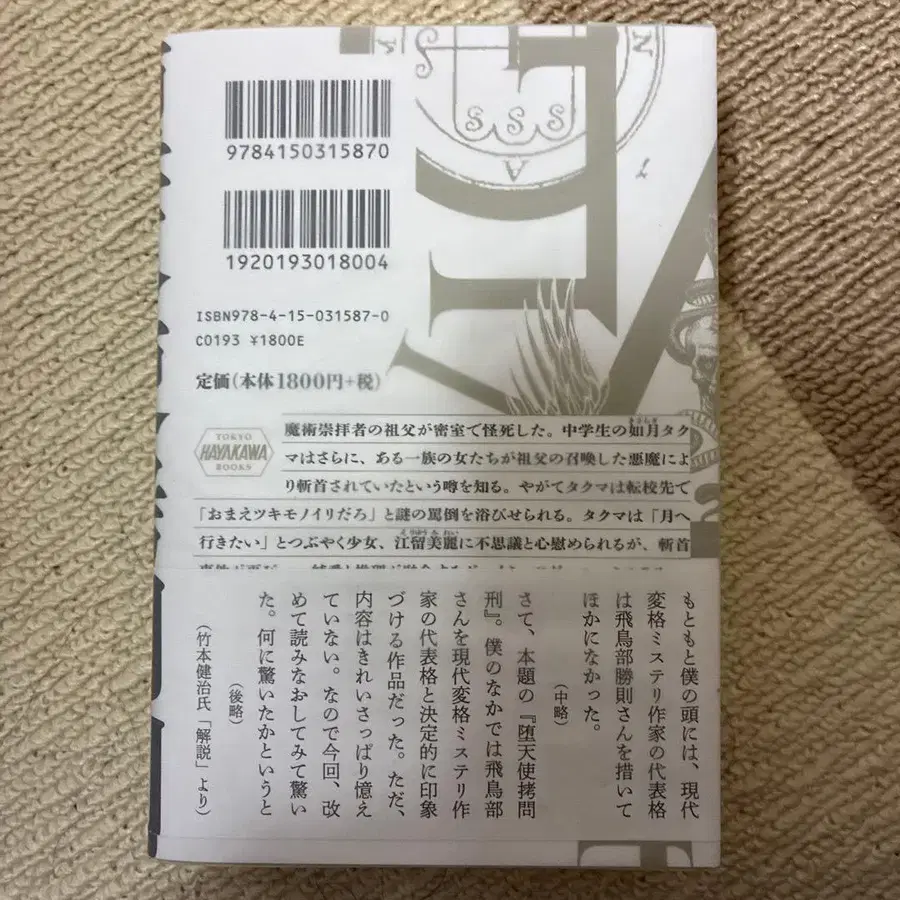 9784150315870
1920193018004
ISBN978-4-15-031587-0
C0193 ¥1800E
定価(本体1800円+税)
TOKYO
HAYAKAWA
BOOKS
魔術崇拝者の祖父が密室で怪死した。中学生の如月タク
マはさらに、ある一族の女たちが祖父の召喚した悪魔によ
り斬首されていたという噂を知る。やがてタクマは転校先で
「おまえツキモノイリだろ」と謎の罵倒を浴びせられる。タクマは「月へ
行きたい」とつぶやく少女、江留美麗に不思議と心慰められるが、斬首
もともと僕の頭には、現代
変格ミステリ作家の代表格
は飛鳥部勝則さんを措いて
ほかになかった。
(中略)
さて、本題の『堕天使拷問
刑』。僕のなかでは飛鳥部
さんを現代変格ミステリ作
家の代表格と決定的に印象
づける作品だった。ただ、
内容はきれいさっぱり憶え
ていない。なので今回、改
めて読みなおしてみて驚い
た。何に驚いたかというと
(後略)
(竹本健治氏「解説」より)